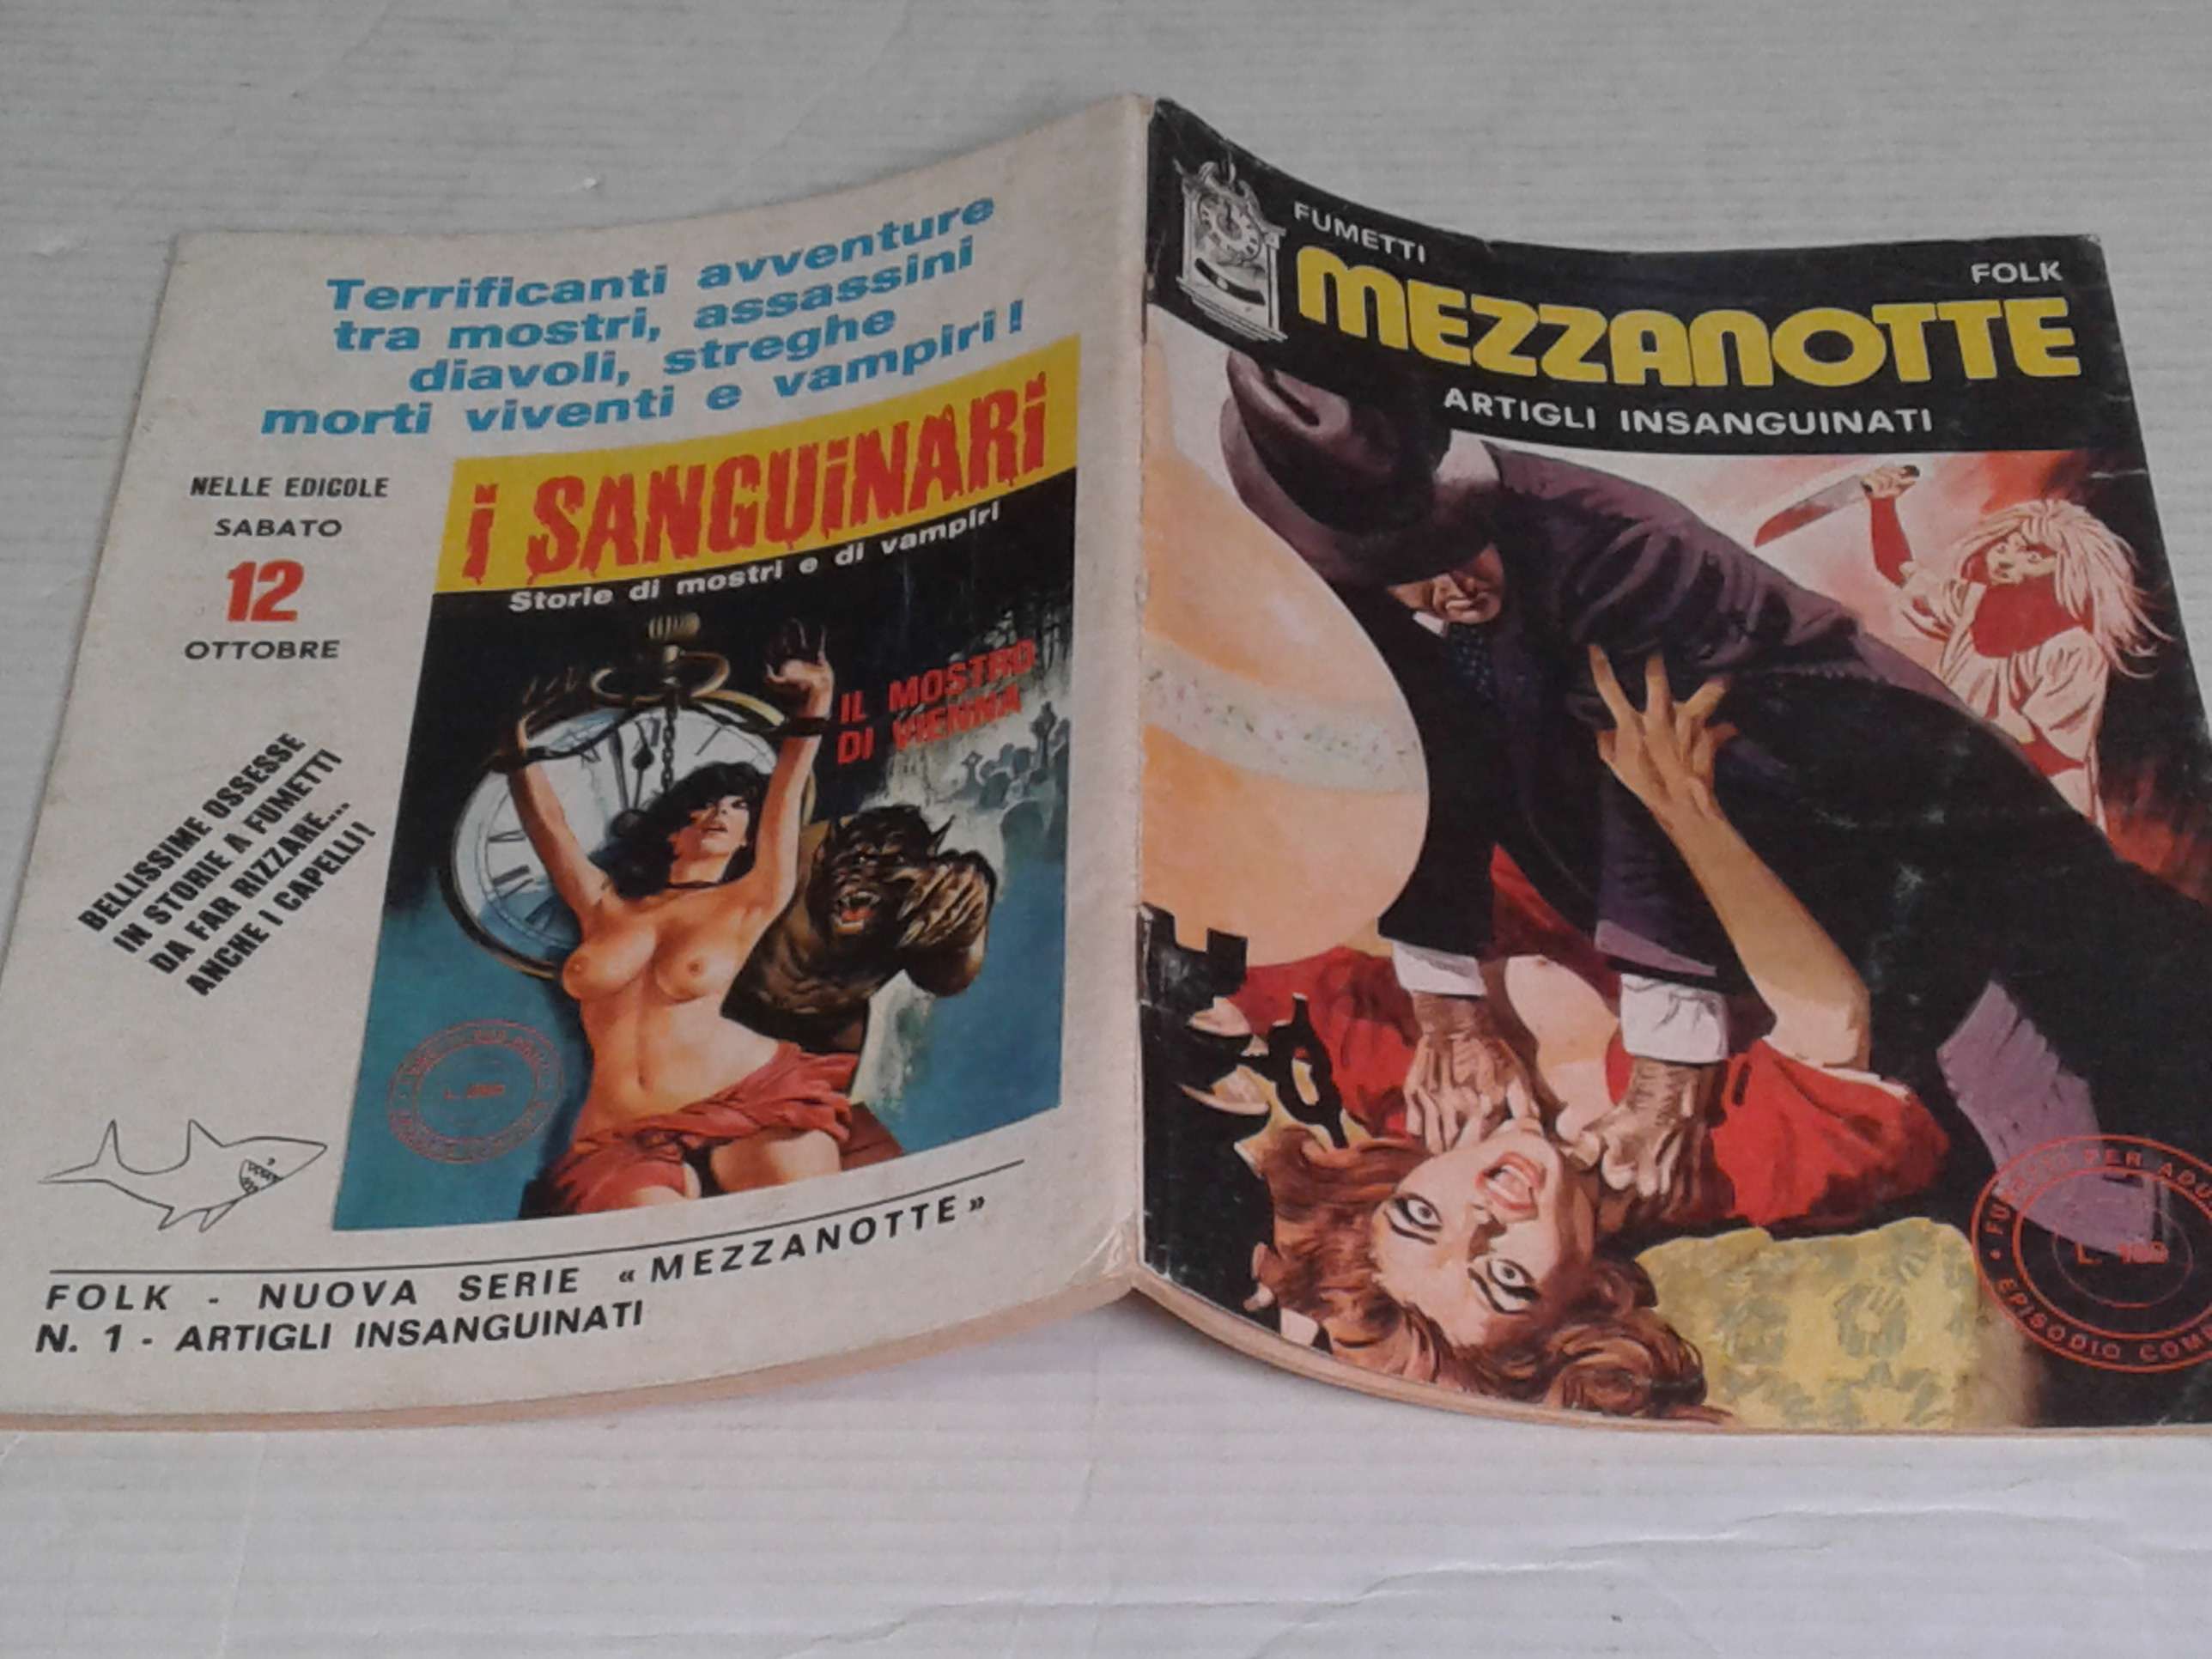 Terrificanti avventure
tra mostri, assassini
diavoli, streghe
morti viventi e vampiri!
NELLE EDICOLE
SABATO
12
OTTOBRE
BELLISSIME OSSESSE
IN STORIE A FUMETTI
DA FAR RIZZARE...
ANCHE I CAPELLI!
i SANGUiNARi
Storie di mostri e di vampiri
IL MOSTRO
DI VIENNA
FOLK - NUOVA SERIE « MEZZANOTTE »
N. 1 - ARTIGLI INSANGUINATI
FUMETTI
FOLK
MEZZANOTTE
ARTIGLI INSANGUINATI
PER
L.
EPISODIO